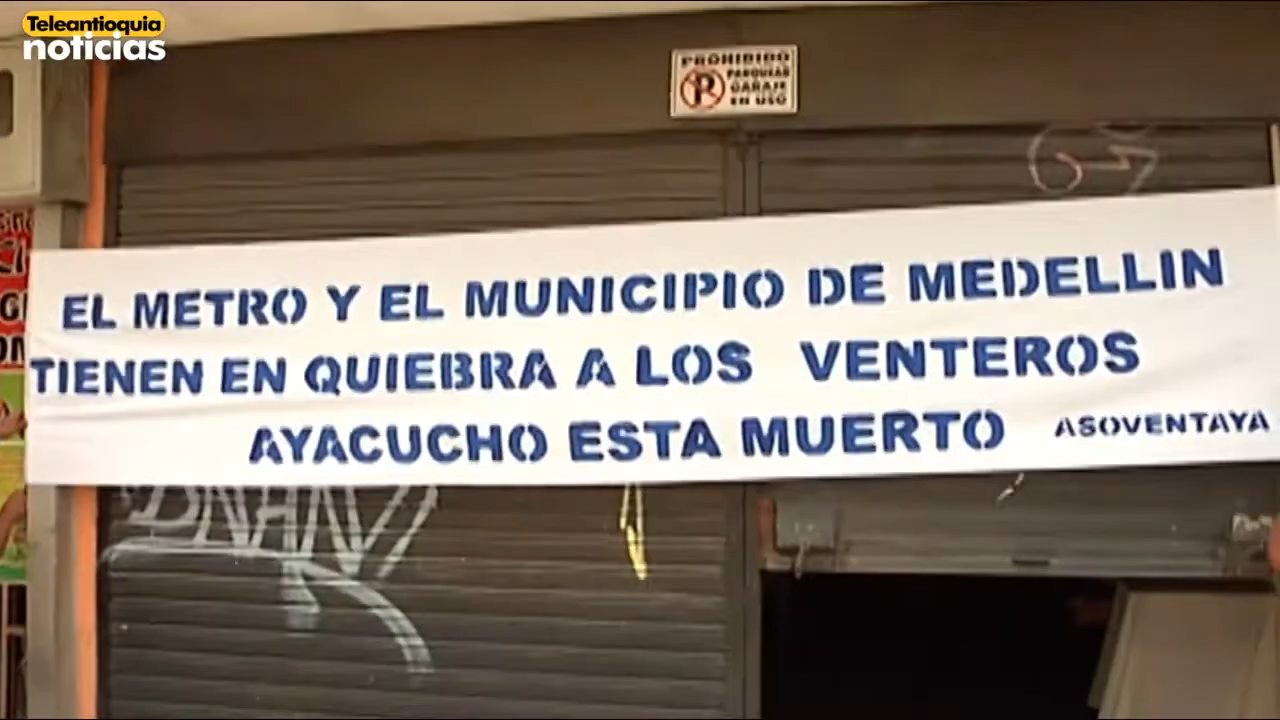 Teleantioquia
noticias
PROHIBIDO
PARQUEAR
GARAJE
EN USO
EL METRO Y EL MUNICIPIO DE MEDELLIN
TIENEN EN QUIEBRA A LOS VENTEROS
AYACUCHO ESTA MUERTO ASOVENTAYA